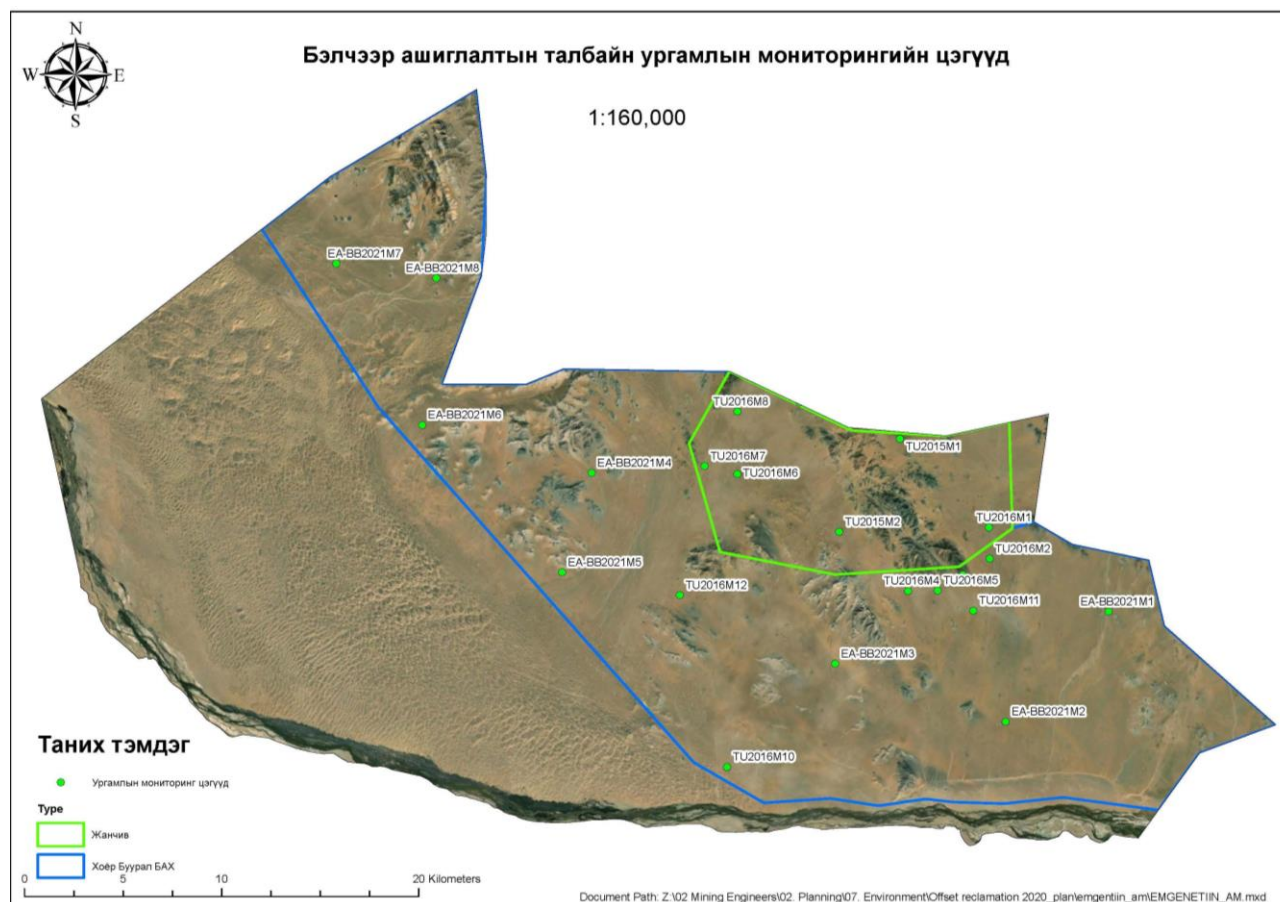 N
W E
S
Бэлчээр ашиглалтын талбайн ургамлын мониторингийн цэгүүд
1:160,000
EA-BB2021M7
EA-BB2021M8
TU2016M8
EA-BB2021M6
TU2015M1
TU2016M7
EA-BB2021M4
TU2016M6
TU2016M1
TU2015M2
TU2016M2
EA-BB2021M5
TU2016M4
TU2016M5
TU2016M12
TU2016M11
EA-BB2021M1
EA-BB2021M3
EA-BB2021M2
TU2016M10
Таних тэмдэг
Ургамлын мониторинг цэгүүд
Type
Жанчив
Хоёр Буурал БАХ
0 5 10 20 Kilometers
Document Path: Z:\02 Mining Engineers\02. Planning\07. Environment\Offset reclamation 2020_plan\emgentiin_am\EMGENETIIN_AM.mxd